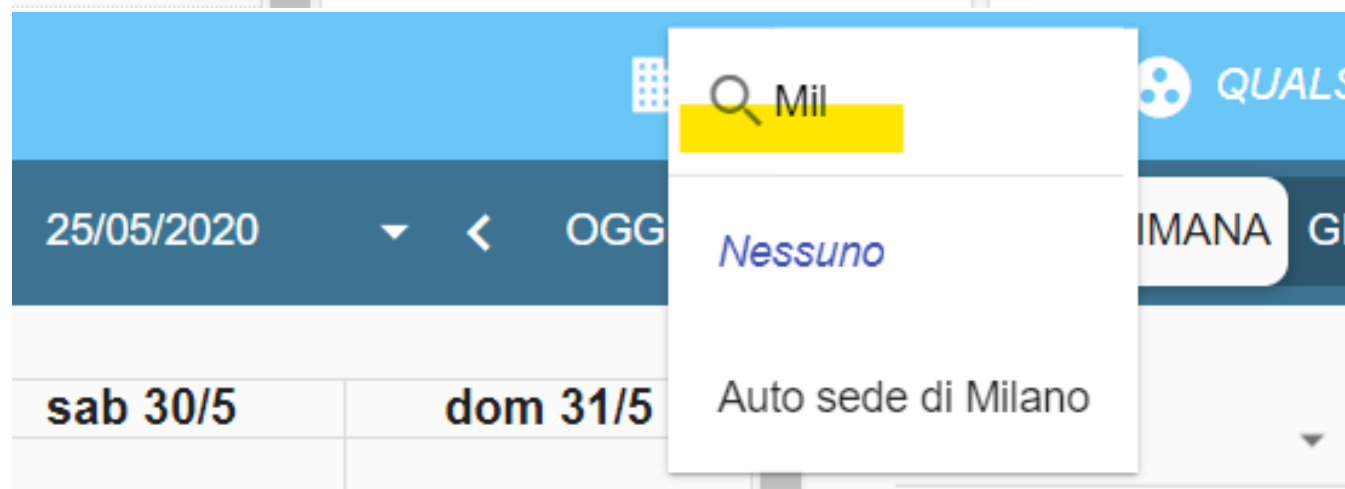 Mil
QUALS
25/05/2020
OGG
IMANA
Nessuno
sab 30/5
dom 31/5
Auto sede di Milano